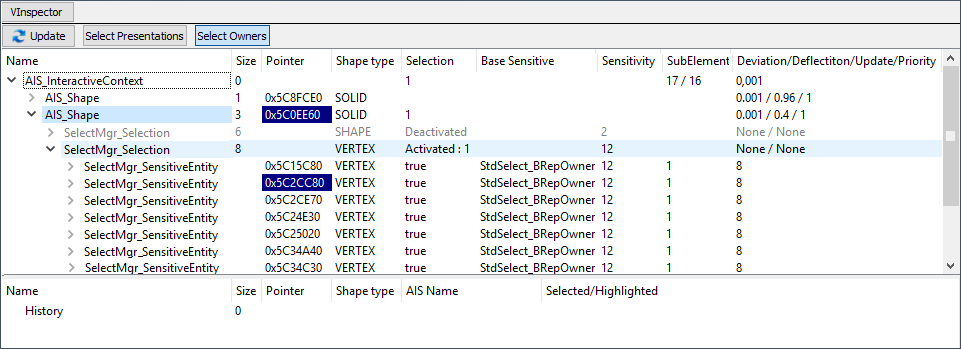 VInspector
Update Select Presentations Select Owners
Name Size Pointer Shape type Selection Base Sensitive Sensitivity SubElement Deviation/Deflectiton/Update/Priority
AIS_InteractiveContext 0 1 17 / 16 0,001
AIS_Shape 1 0x5C8FCE0 SOLID 0.001 / 0.96 / 1
AIS_Shape 3 0x5C0EE60 SOLID 1 0.001 / 0.4 / 1
SelectMgr_Selection 6 SHAPE Deactivated 2 None / None
SelectMgr_Selection 8 VERTEX Activated : 1 12 None / None
SelectMgr_SensitiveEntity 0x5C15C80 VERTEX true StdSelect_BRepOwner 12 1 8
SelectMgr_SensitiveEntity 0x5C2CC80 VERTEX true StdSelect_BRepOwner 12 1 8
SelectMgr_SensitiveEntity 0x5C2CE70 VERTEX true StdSelect_BRepOwner 12 1 8
SelectMgr_SensitiveEntity 0x5C24E30 VERTEX true StdSelect_BRepOwner 12 1 8
SelectMgr_SensitiveEntity 0x5C25020 VERTEX true StdSelect_BRepOwner 12 1 8
SelectMgr_SensitiveEntity 0x5C34A40 VERTEX true StdSelect_BRepOwner 12 1 8
SelectMgr_SensitiveEntity 0x5C34C30 VERTEX true StdSelect_BRepOwner 12 1 8
Name Size Pointer Shape type AIS Name Selected/Highlighted
History 0